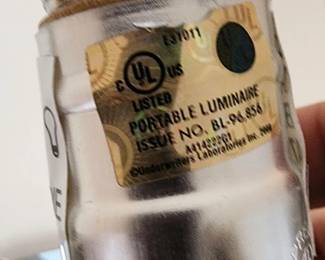 E31011
C UL US
LISTED
PORTABLE LUMINAIRE
ISSUE NO. BL-96,856
©Underwriters Laboratories Inc.